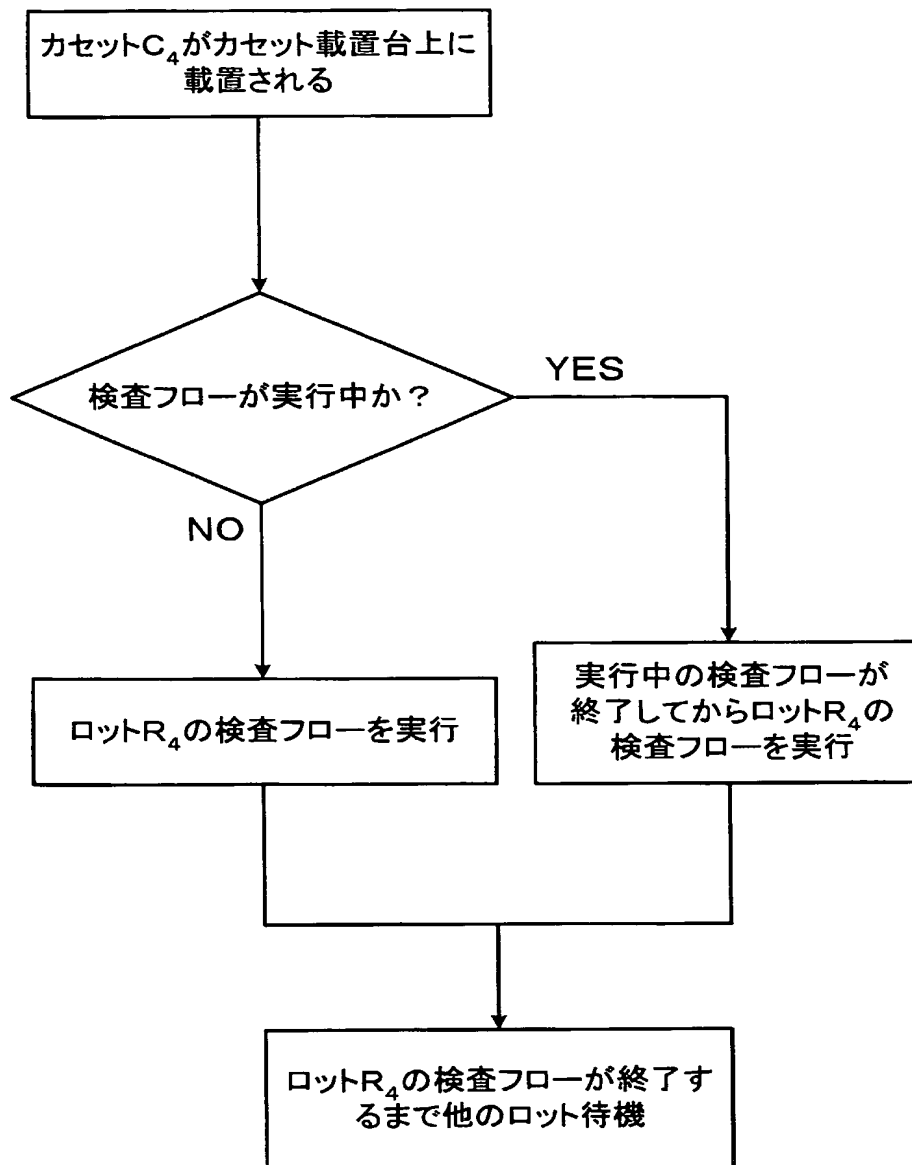 カセットC₄がカセット載置台上に
載置される
検査フローが実行中か？
YES
NO
実行中の検査フローが
終了してからロットR₄の
検査フローを実行
ロットR₄の検査フローを実行
ロットR₄の検査フローが終了す
るまで他のロット待機